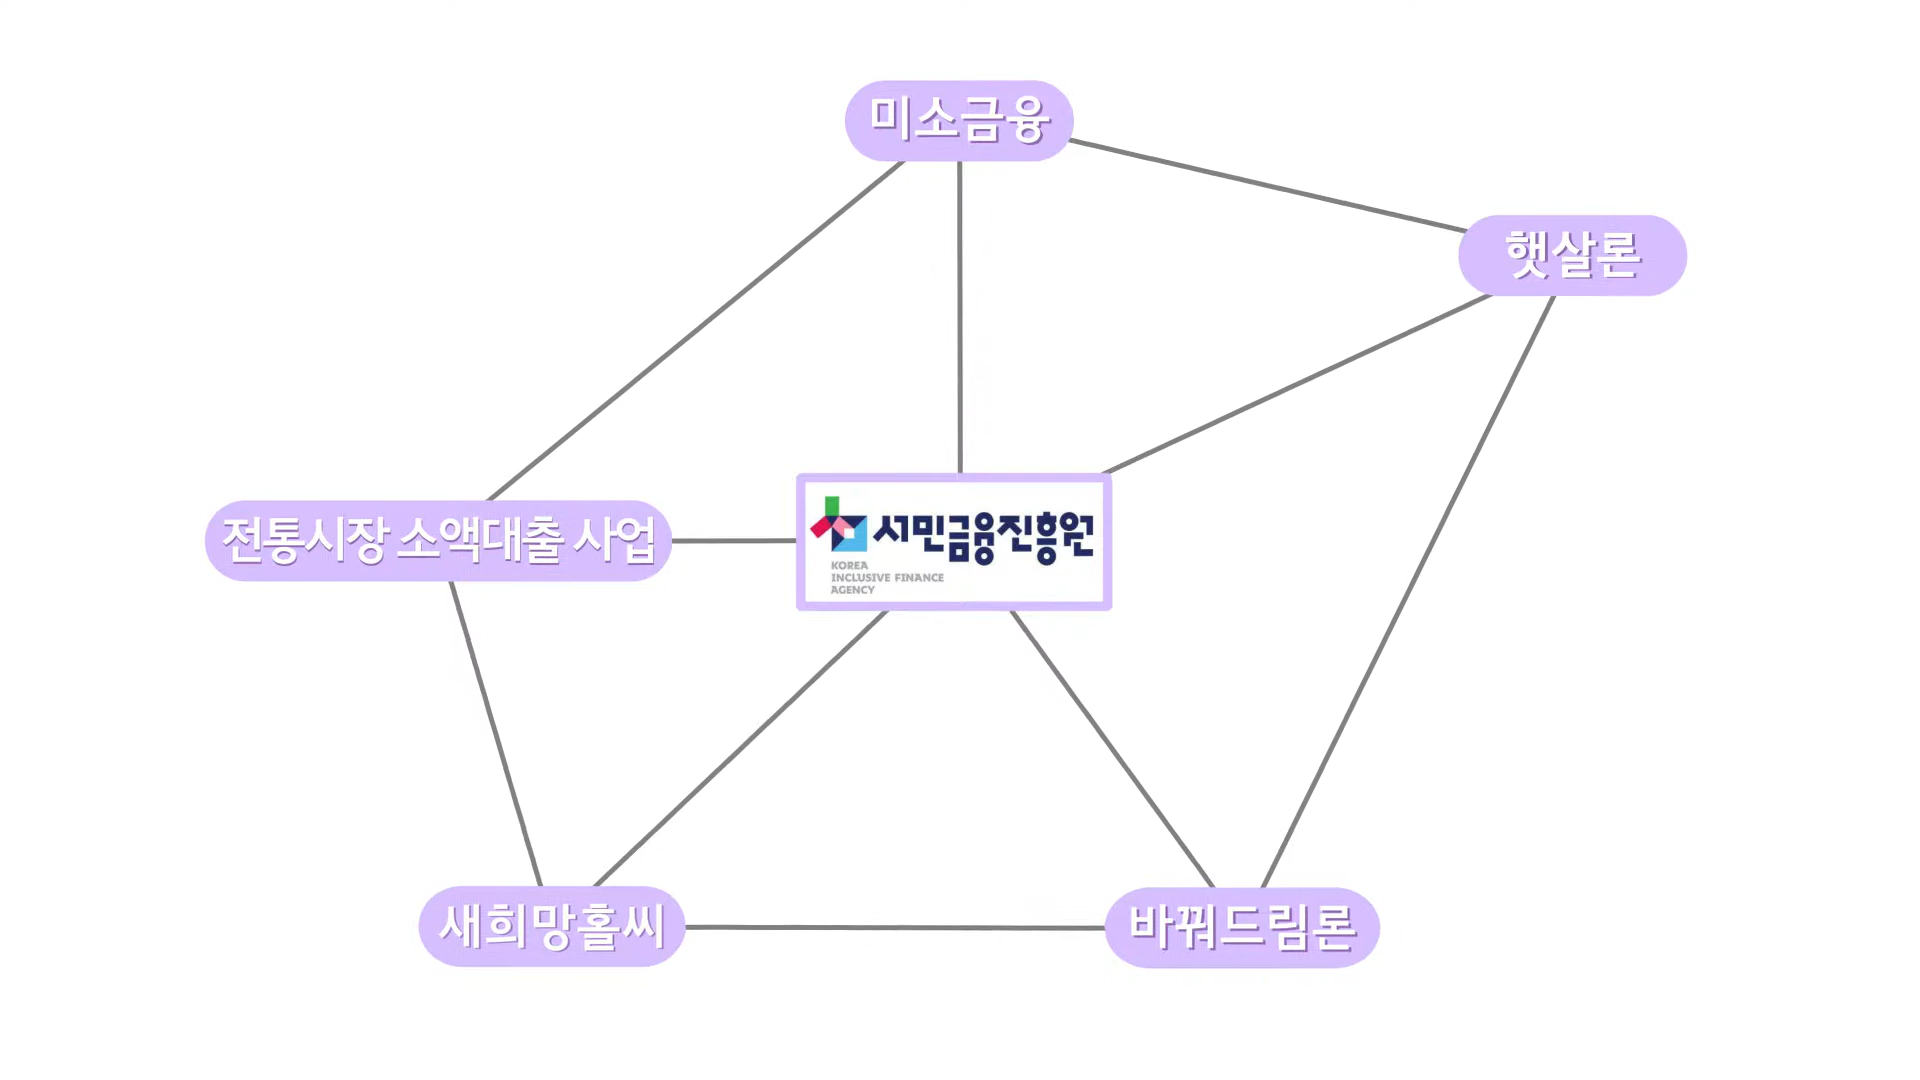 미소금융
햇살론
전통시장 소액대출 사업
서민금융진흥원
KOREA
INCLUSIVE FINANCE
AGENCY
새희망홀씨
바꿔드림론